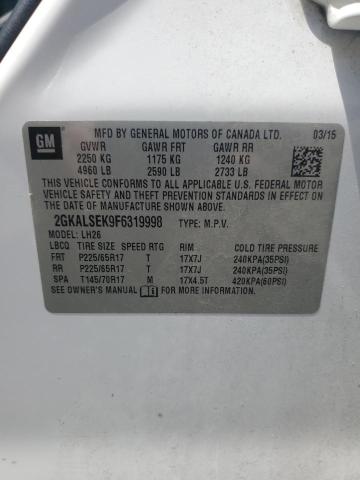 GM
MFD BY GENERAL MOTORS OF CANADA LTD. 03/15
GVWR GAWR FRT GAWR RR
2250 KG 1175 KG 1240 KG
4960 LB 2590 LB 2733 LB
THIS VEHICLE CONFORMS TO ALL APPLICABLE U.S. FEDERAL
MOTOR VEHICLE SAFETY, BUMPER, AND THEFT PREVENTION
STANDARDS IN EFFECT ON THE DATE OF MANUFACTURE SHOWN ABOVE.
2GKALSEK9F6319998 TYPE: M.P.V.
MODEL: LH26
LBCQ TIRE SIZE SPEED RTG RIM COLD TIRE PRESSURE
FRT P225/65R17 T 17X7J 240KPA(35PSI)
RR P225/65R17 T 17X7J 240KPA(35PSI)
SPA T145/70R17 M 17X4.5T 420KPA(60PSI)
SEE OWNER'S MANUAL FOR MORE INFORMATION